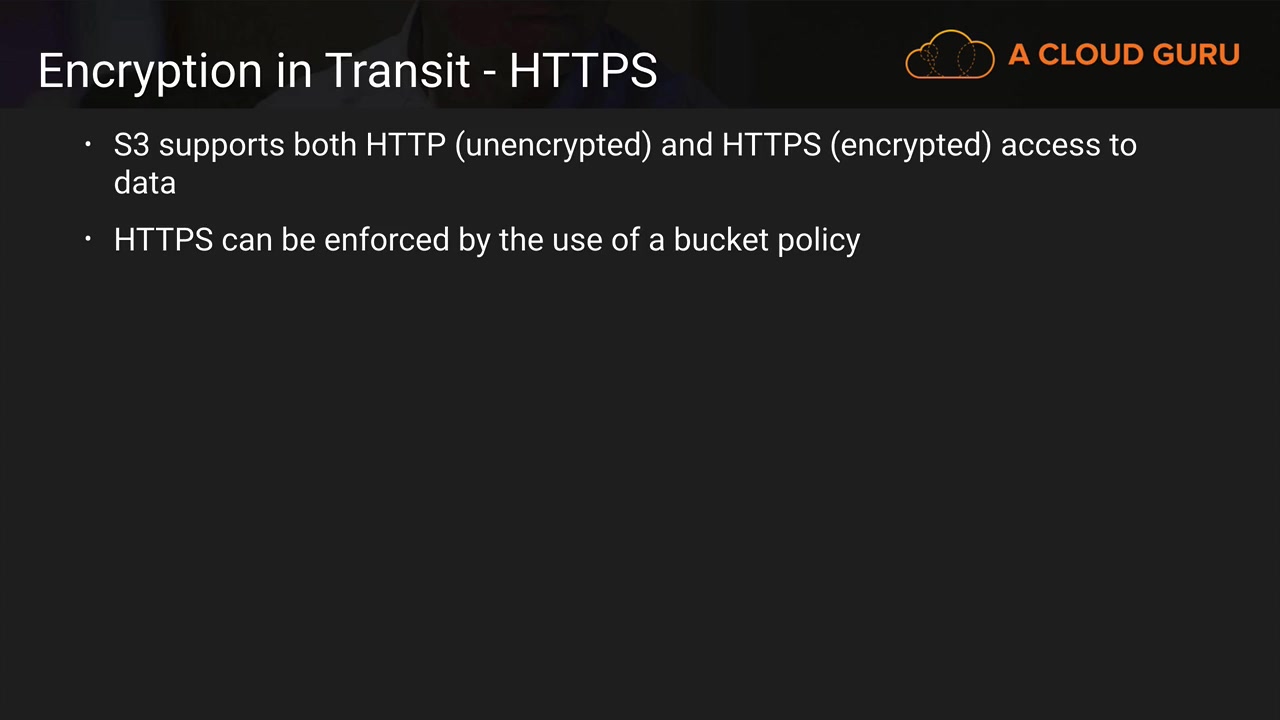 Encryption in Transit - HTTPS
A CLOUD GURU
· S3 supports both HTTP (unencrypted) and HTTPS (encrypted) access to
data
· HTTPS can be enforced by the use of a bucket policy